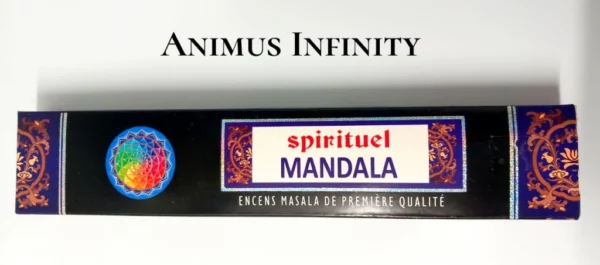 Animus Infinity
spirituel
MANDALA
ENCENS MASALA DE PREMIÈRE QUALITÉ